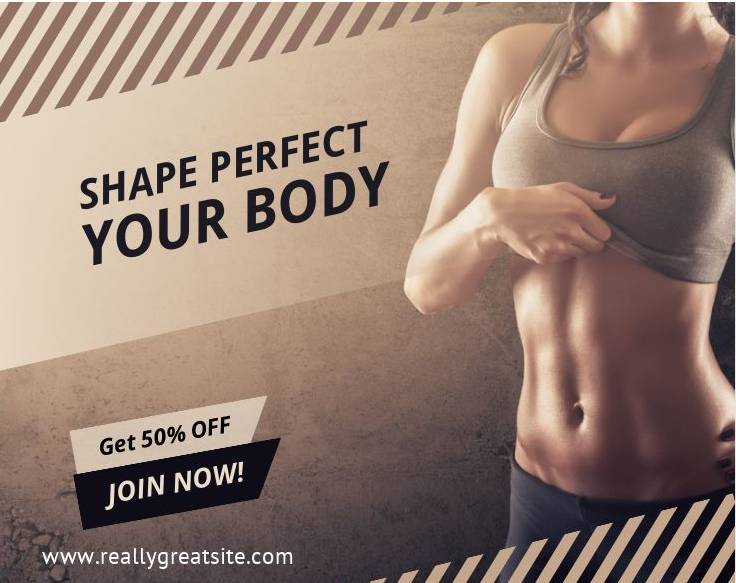 SHAPE PERFECT
YOUR BODY
Get 50% OFF
JOIN NOW!
www.reallygreatsite.com